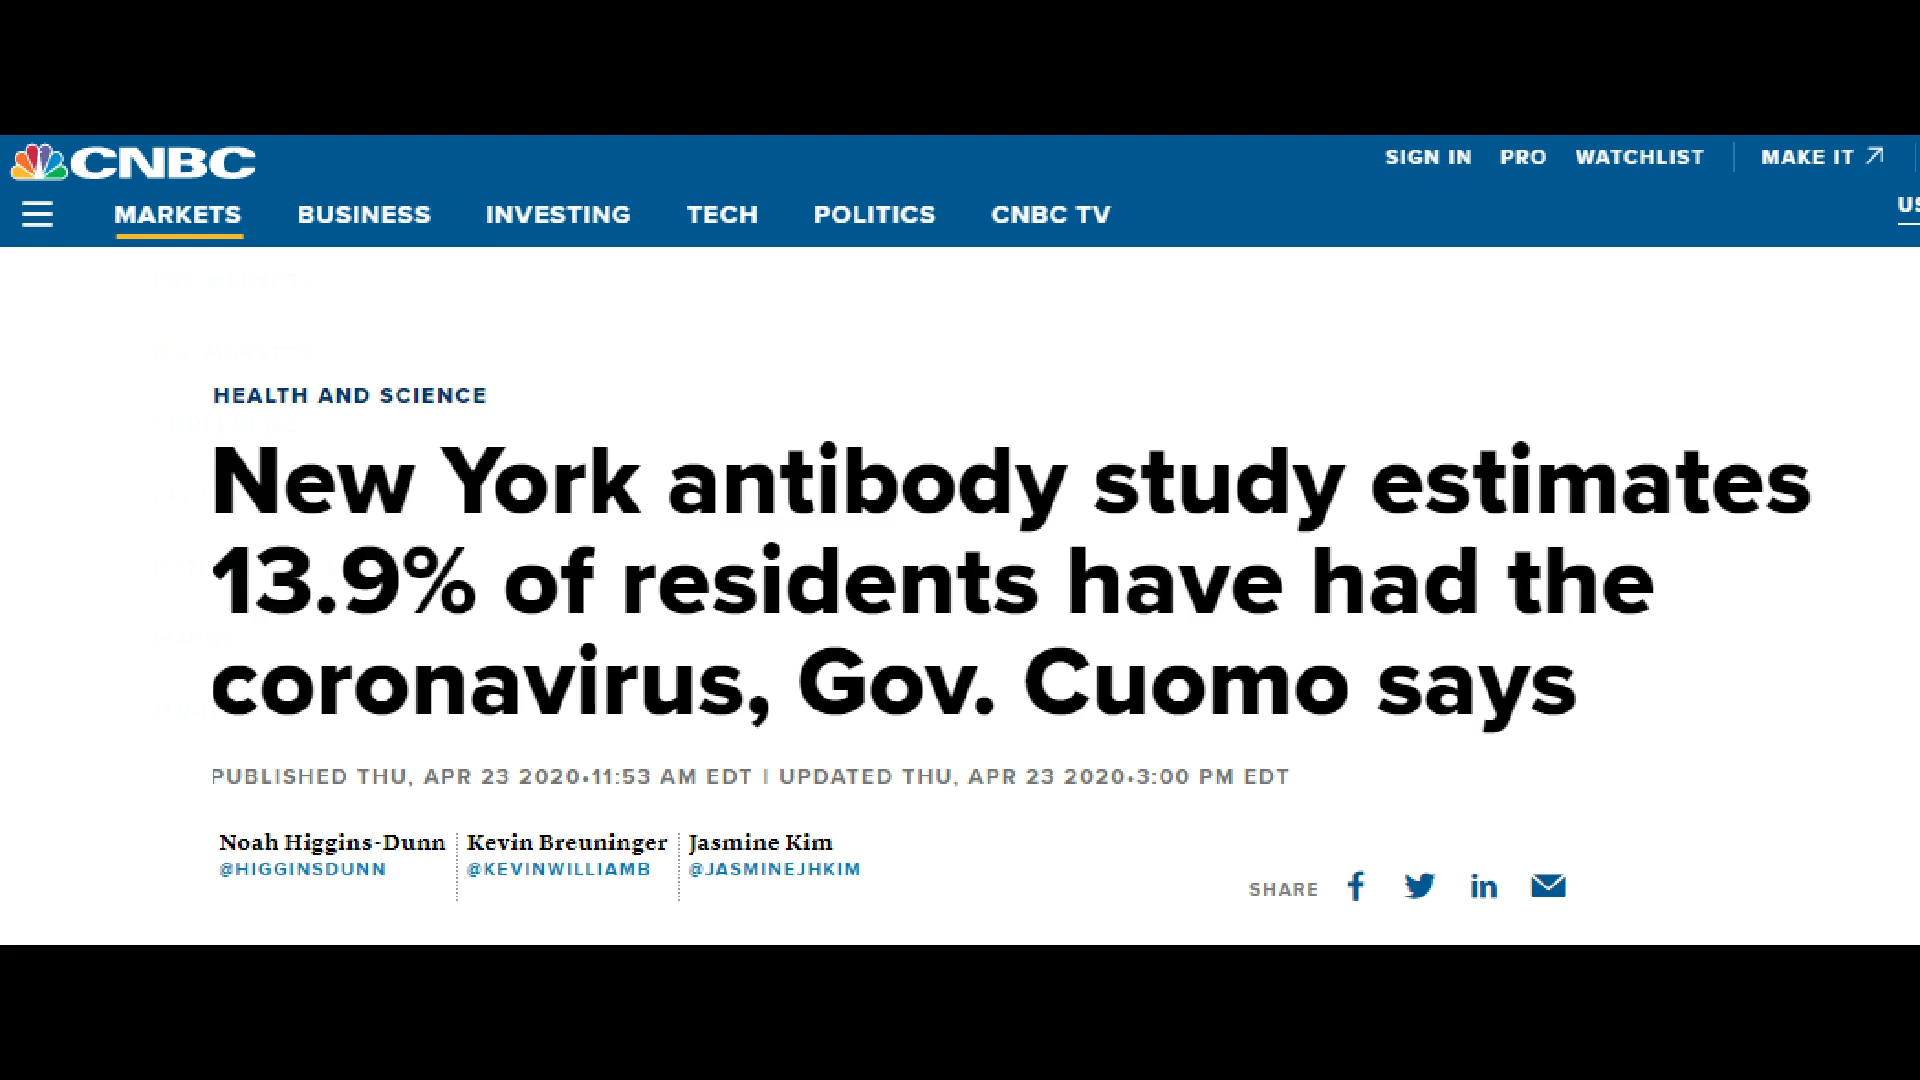 CNBC
SIGN IN PRO WATCHLIST MAKE IT
MARKETS BUSINESS INVESTING TECH POLITICS CNBC TV
US
HEALTH AND SCIENCE
New York antibody study estimates
13.9% of residents have had the
coronavirus, Gov. Cuomo says
PUBLISHED THU, APR 23 2020•11:53 AM EDT | UPDATED THU, APR 23 2020•3:00 PM EDT
Noah Higgins-Dunn Kevin Breuninger Jasmine Kim
@HIGGINSDUNN @KEVINWILLIAMB @JASMINEJHKIM
SHARE